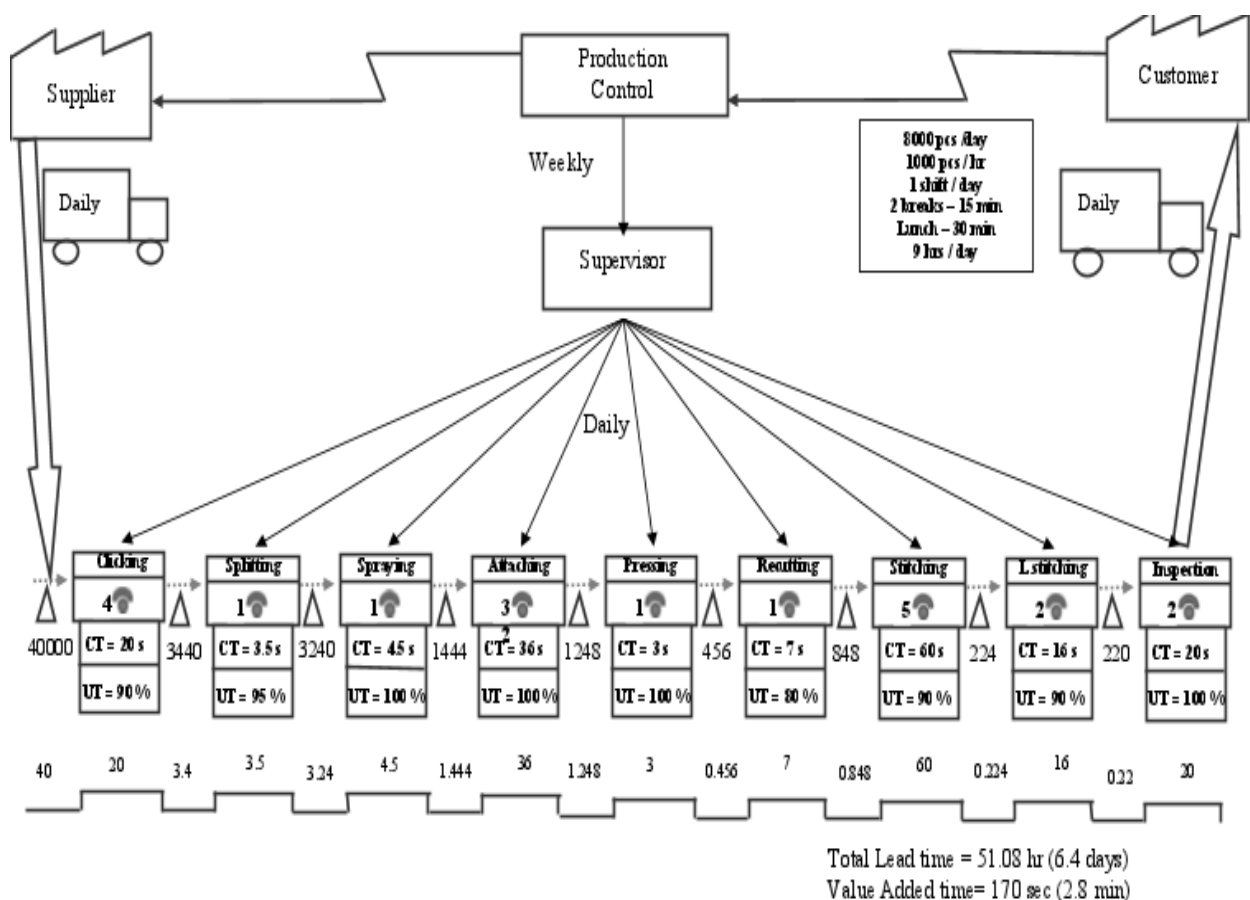 Supplier
Production
Control
Customer
8000 pcs /day
1000 pcs / hr
1 shift / day
2 breaks – 15 min
Lunch – 30 min
9 hrs / day
Daily
Weekly
Daily
Supervisor
Daily
Clicking
Splitting
Spraying
Attaching
Pressing
Recutting
Stitching
L stitching
Inspection
4
1
1
3
2
1
1
5
2
2
40000
CT = 20 s
3440
CT = 3.5 s
3240
CT = 4.5 s
1444
CT = 36 s
1248
CT = 3 s
456
CT = 7 s
848
CT = 60 s
224
CT = 16 s
220
CT = 20 s
UT = 90 %
UT = 95 %
UT = 100 %
UT = 100 %
UT = 100 %
UT = 80 %
UT = 90 %
UT = 90 %
UT = 100 %
40
20
3.4
3.5
3.24
4.5
1.444
36
1.248
3
0.456
7
0.848
60
0.224
16
0.22
20
Total Lead time = 51.08 hr (6.4 days)
Value Added time= 170 sec (2.8 min)